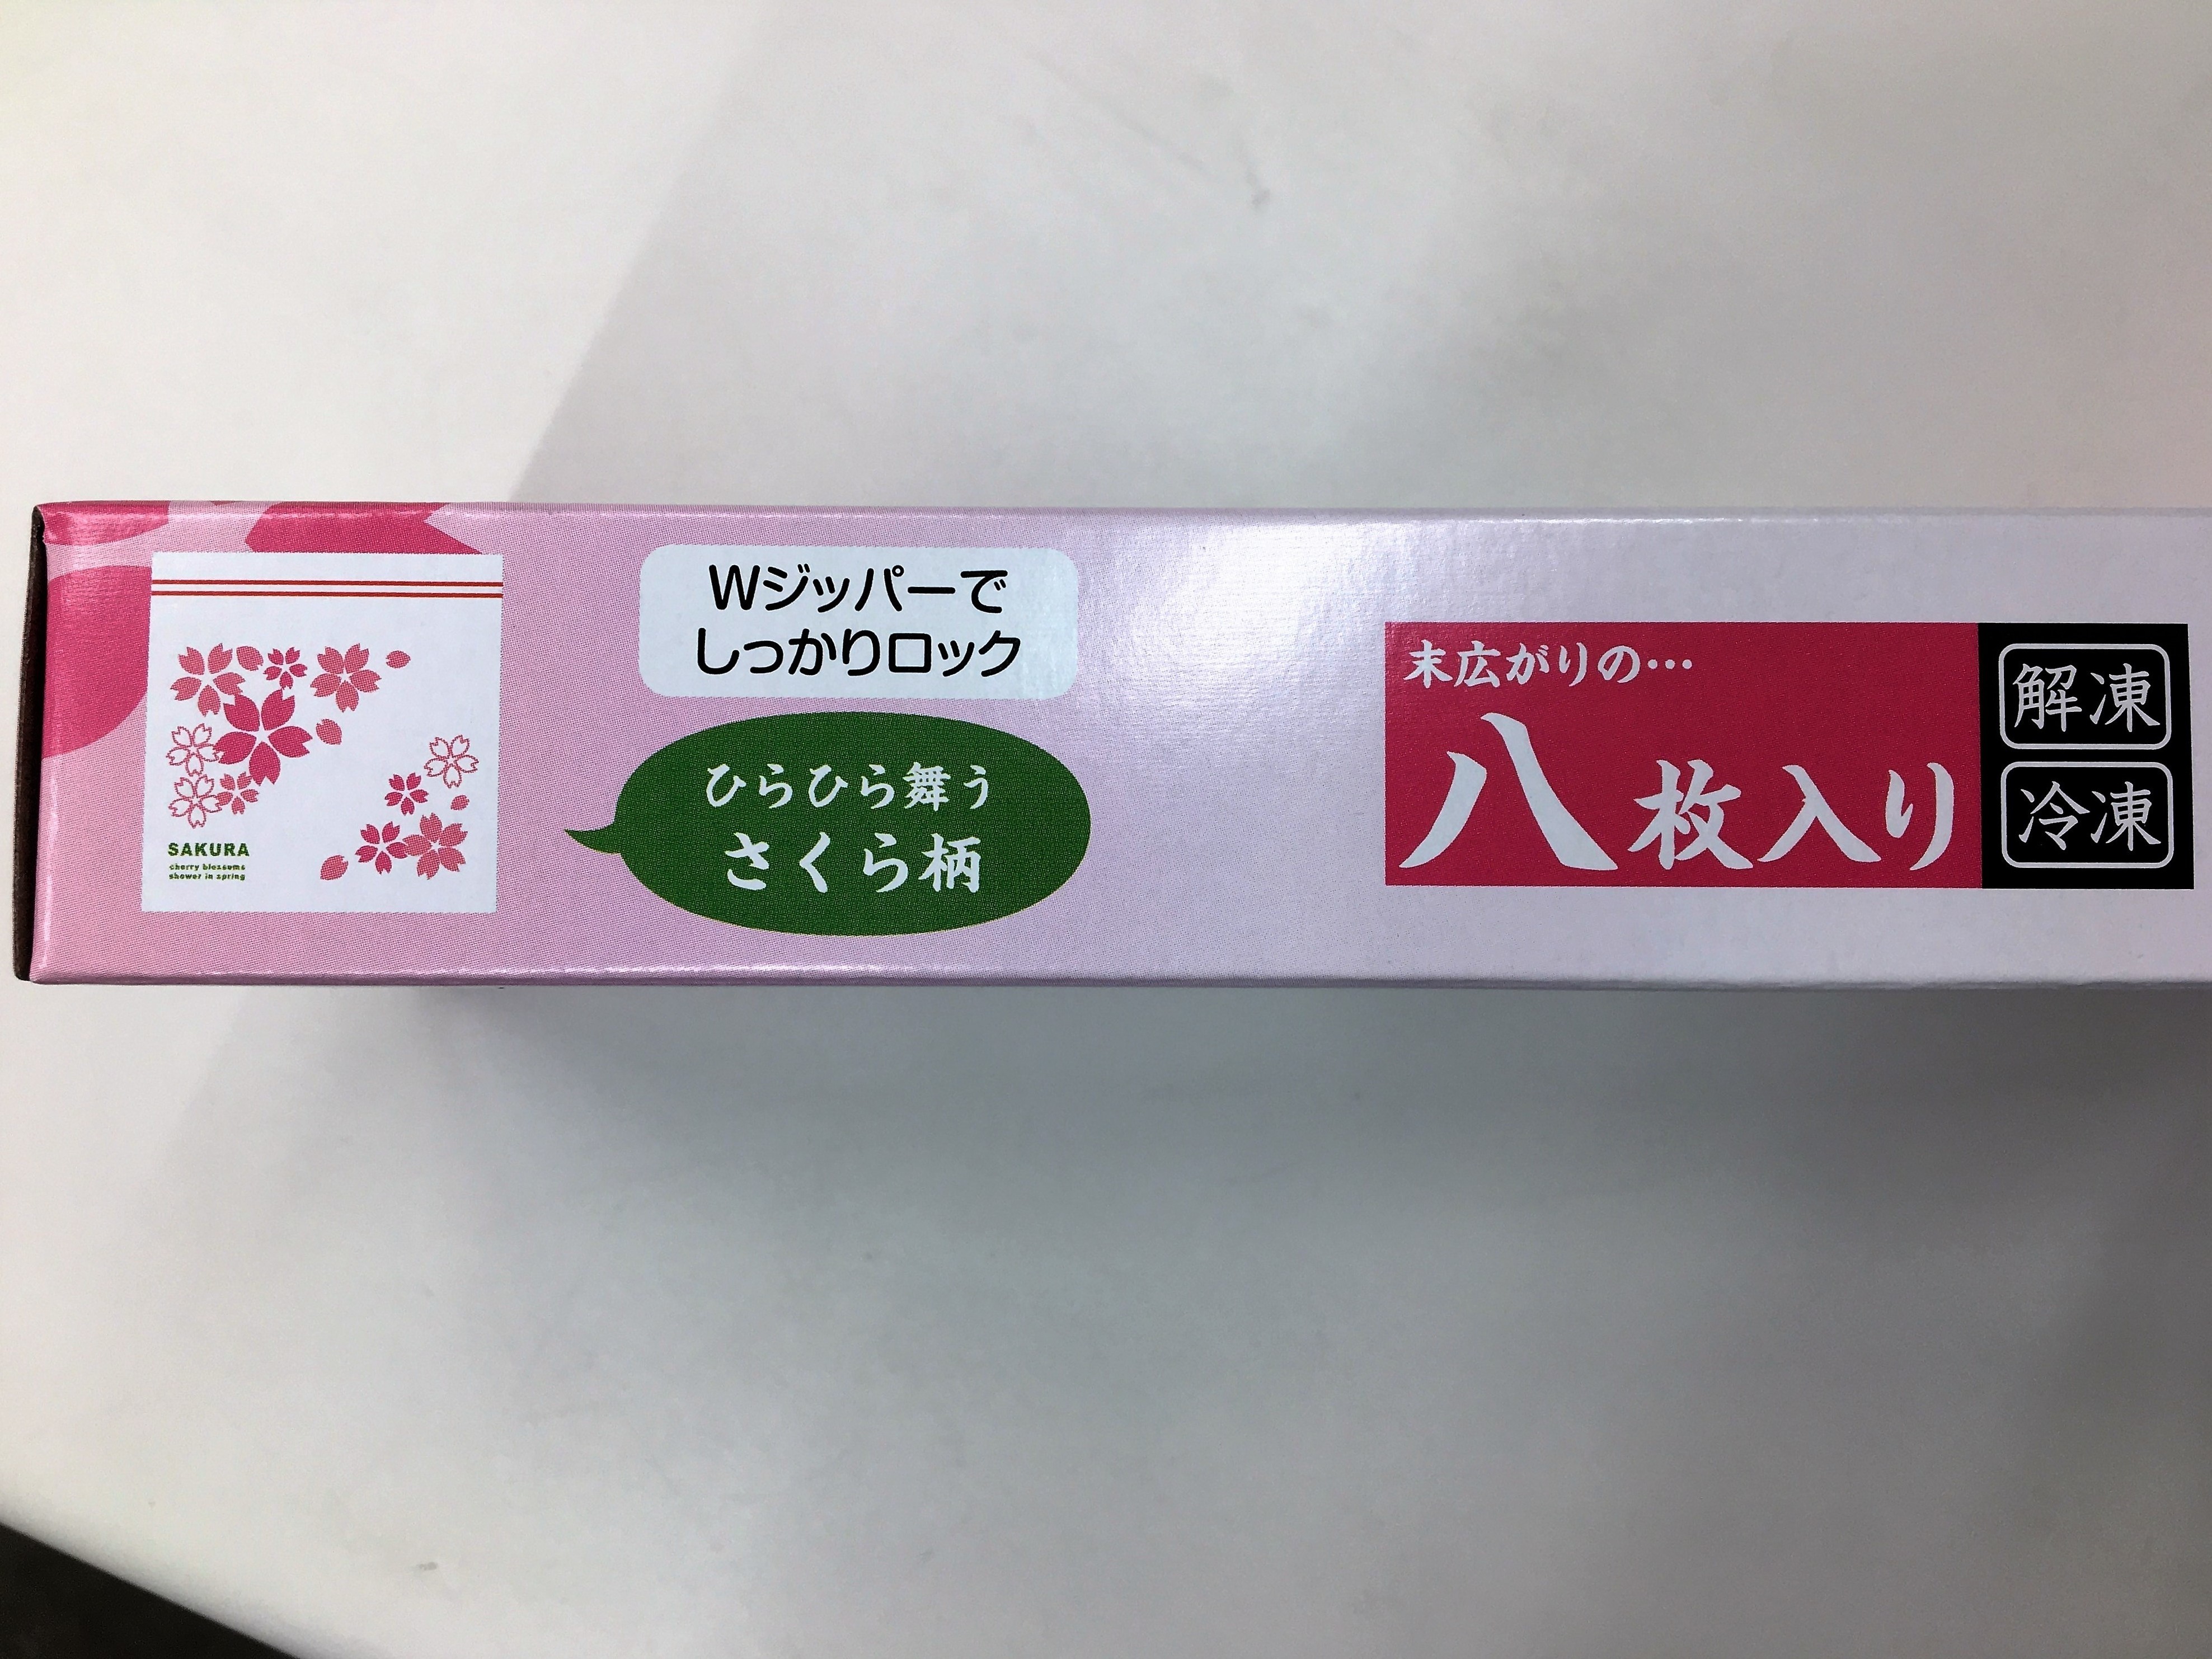 Wジッパーで
しっかりロック
ひらひら舞う
さくら柄
SAKURA
cherry blossoms
shower in spring
末広がりの…
八枚入り
解凍
冷凍